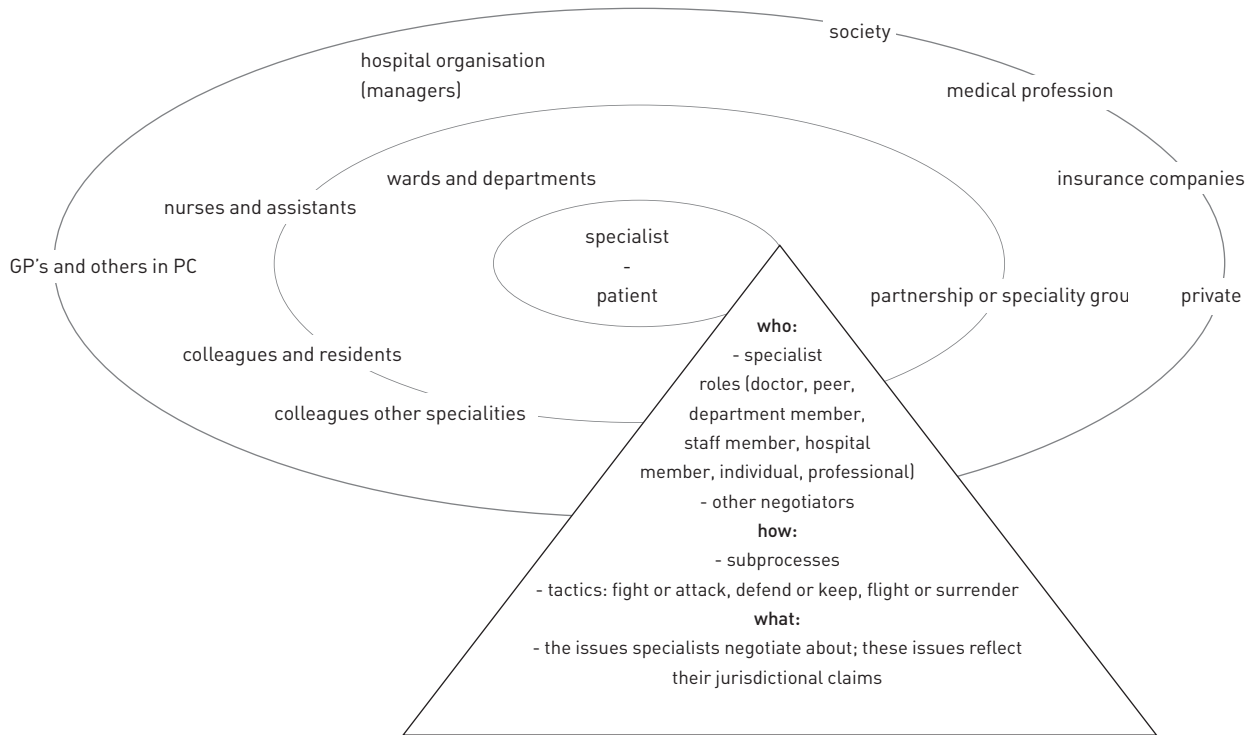 society
hospital organisation
(managers)
medical profession
wards and departments
insurance companies
nurses and assistants
specialist
-
patient
GP's and others in PC
partnership or speciality grou
private
who:
- specialist
colleagues and residents
roles (doctor, peer,
department member,
colleagues other specialities
staff member, hospital
member, individual, professional)
- other negotiators
how:
- subprocesses
- tactics: fight or attack, defend or keep, flight or surrender
what:
- the issues specialists negotiate about; these issues reflect
their jurisdictional claims